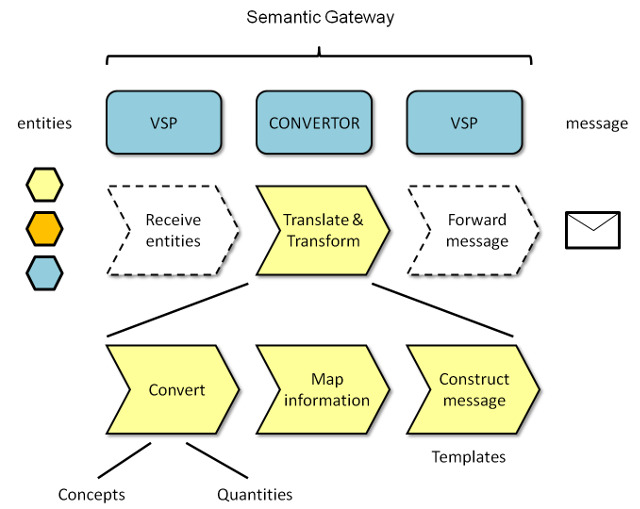 Semantic Gateway
entities
VSP
CONVERTOR
VSP
message
Receive
entities
Translate &
Transform
Forward
message
Convert
Map
information
Construct
message
Templates
Concepts
Quantities